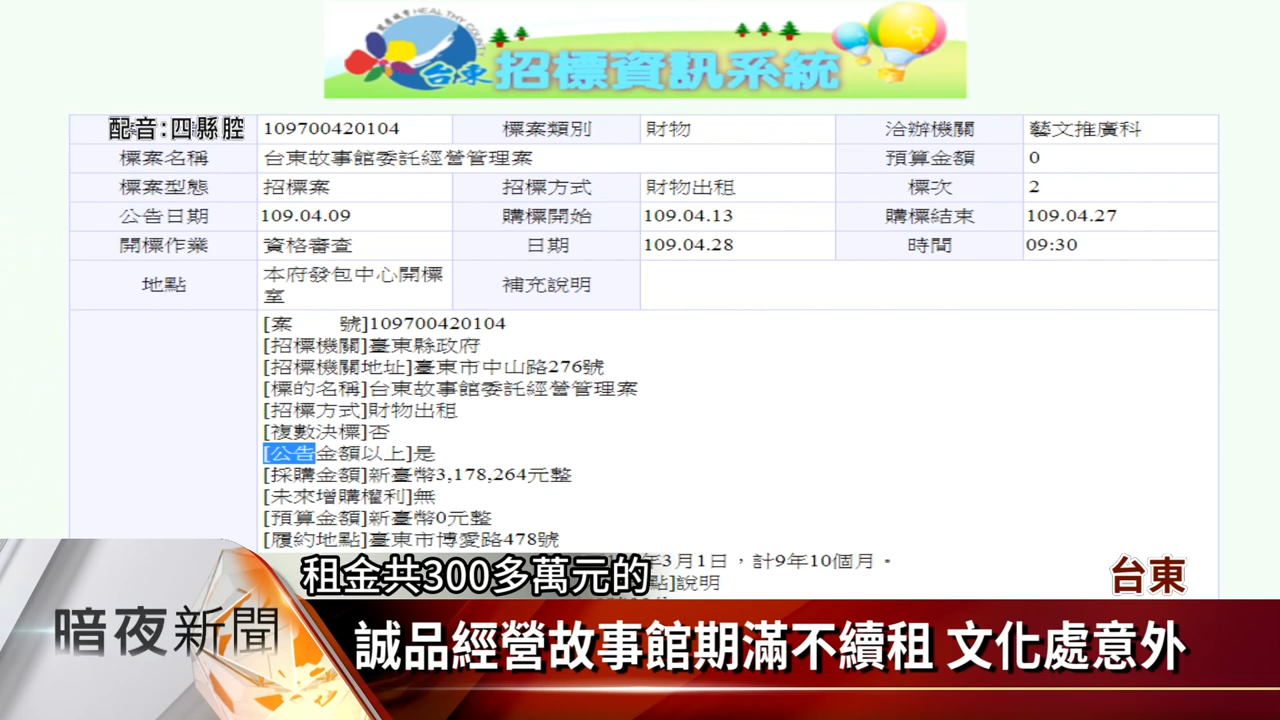 HEALTHY COUNTY
台東 招標資訊系統
配音:四縣腔 109700420104 標案類別 財物 洽辦機關 藝文推廣科
標案名稱 台東故事館委託經營管理案 預算金額 0
標案型態 招標案 招標方式 財物出租 標次 2
公告日期 109.04.09 購標開始 109.04.13 購標結束 109.04.27
開標作業 資格審查 日期 109.04.28 時間 09:30
地點 本府發包中心開標室 補充說明
[案 號]109700420104
[招標機關]臺東縣政府
[招標機關地址]臺東市中山路276號
[標的名稱]台東故事館委託經營管理案
[招標方式]財物出租
[複數決標]否
[公告金額以上]是
[採購金額]新臺幣3,178,264元整
[未來增購權利]無
[預算金額]新臺幣0元整
[履約地點]臺東市博愛路478號
年3月1日，計9年10個月。
點]說明
租金共300多萬元的
台東
暗夜新聞
誠品經營故事館期滿不續租 文化處意外